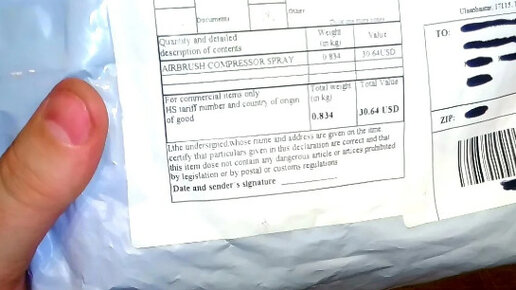 Documents
Other
Quantity and detailed
description of contents
Weight
(in kg)
Value
AIRBRUSH COMPRESSOR SPRAY
0.834
30.64USD
For commercial items only
HS tariff number and country of origin
of good
Total weight
(in kg)
Total Value
0.834
30.64 USD
I,the undersigned,whose name and address are given on the item
certify that particulars given in this declaration are correct and that
this item dose not contain any dangerous article or artices prohibited
by legislation or by postal or customs regulations
Date and sender's signature
TO:
ZIP: